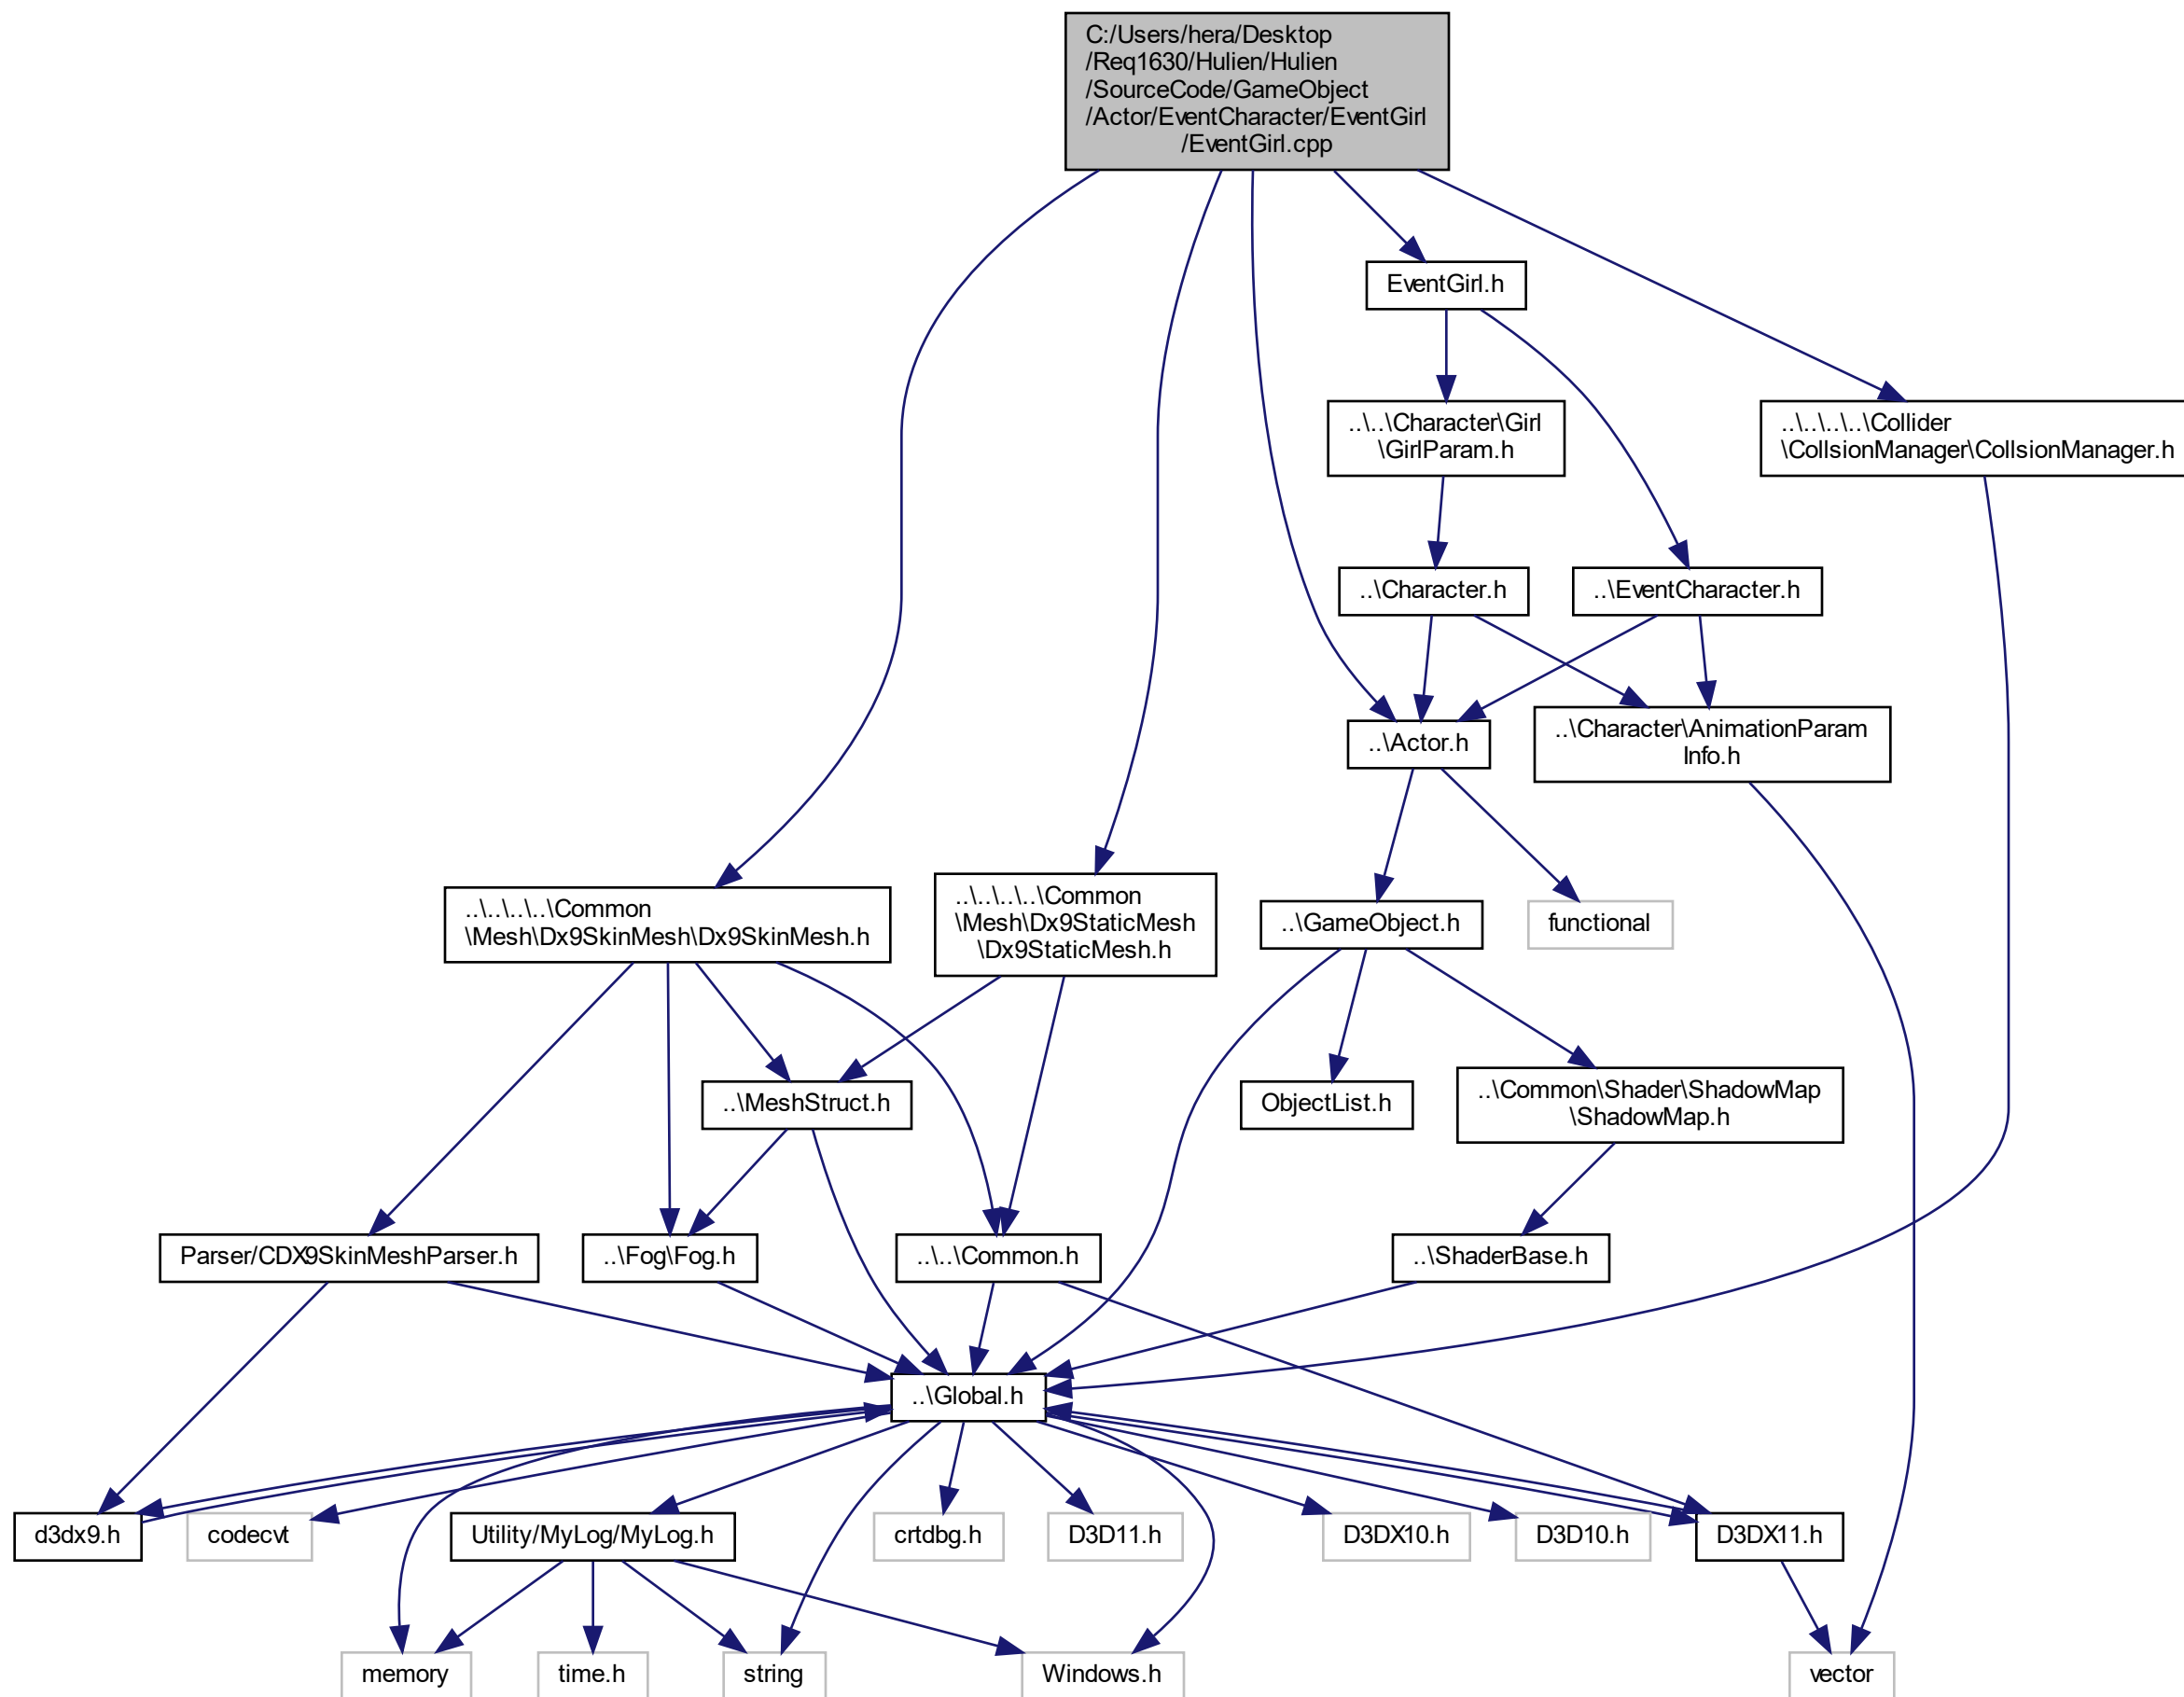 C:/Users/hera/Desktop
/Req1630/Hulien/Hulien
/SourceCode/GameObject
/Actor/EventCharacter/EventGirl
/EventGirl.cpp
EventGirl.h
..\..\Character\Girl
\GirlParam.h
..\..\..\..\Collider
\CollsionManager\CollsionManager.h
..\Character.h
..\EventCharacter.h
..\Actor.h
..\Character\AnimationParam
Info.h
..\..\..\..\Common
\Mesh\Dx9SkinMesh\Dx9SkinMesh.h
..\..\..\..\Common
\Mesh\Dx9StaticMesh
\Dx9StaticMesh.h
..\GameObject.h
functional
..\MeshStruct.h
ObjectList.h
..\Common\Shader\ShadowMap
\ShadowMap.h
Parser/CDX9SkinMeshParser.h
..\Fog\Fog.h
..\..\Common.h
..\ShaderBase.h
..\Global.h
d3dx9.h
codecvt
Utility/MyLog/MyLog.h
crtdbg.h
D3D11.h
D3DX10.h
D3D10.h
D3DX11.h
memory
time.h
string
Windows.h
vector